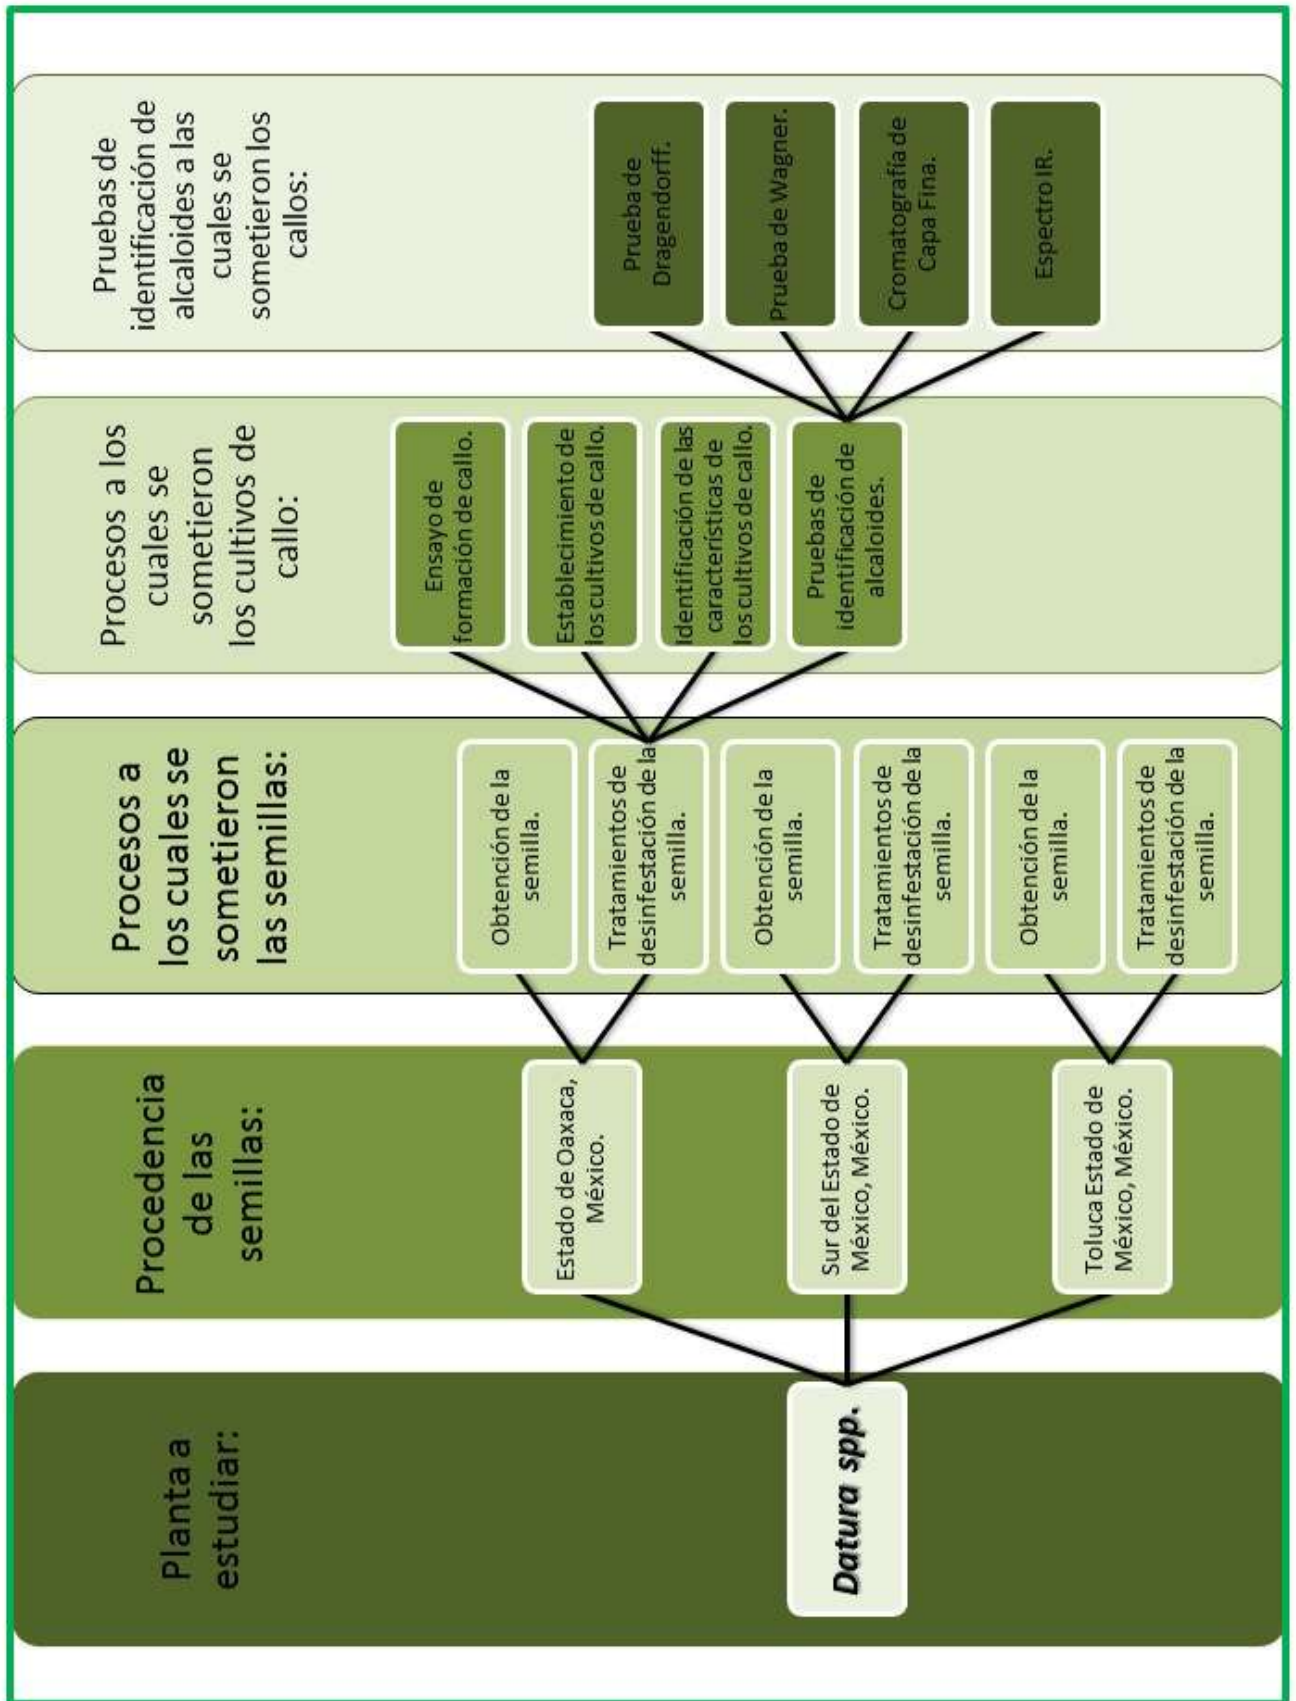 Planta a
estudiar:
Datura spp.
Procedencia
de las
semillas:
Estado de Oaxaca,
México.
Sur del Estado de
México, México.
Toluca Estado de
México, México.
Procesos a
los cuales se
sometieron
las semillas:
Obtención de la
semilla.
Tratamientos de
desinfestación de la
semilla.
Obtención de la
semilla.
Tratamientos de
desinfestación de la
semilla.
Obtención de la
semilla.
Tratamientos de
desinfestación de la
semilla.
Procesos a los
cuales se
sometieron
los cultivos de
callo:
Ensayo de
formación de callo.
Establecimiento de
los cultivos de callo.
Identificación de las
características de
los cultivos de callo.
Pruebas de
identificación de
alcaloides.
Pruebas de
identificación de
alcaloides a las
cuales se
sometieron los
callos:
Prueba de
Dragendorff.
Prueba de Wagner.
Cromatografía de
Capa Fina.
Espectro IR.